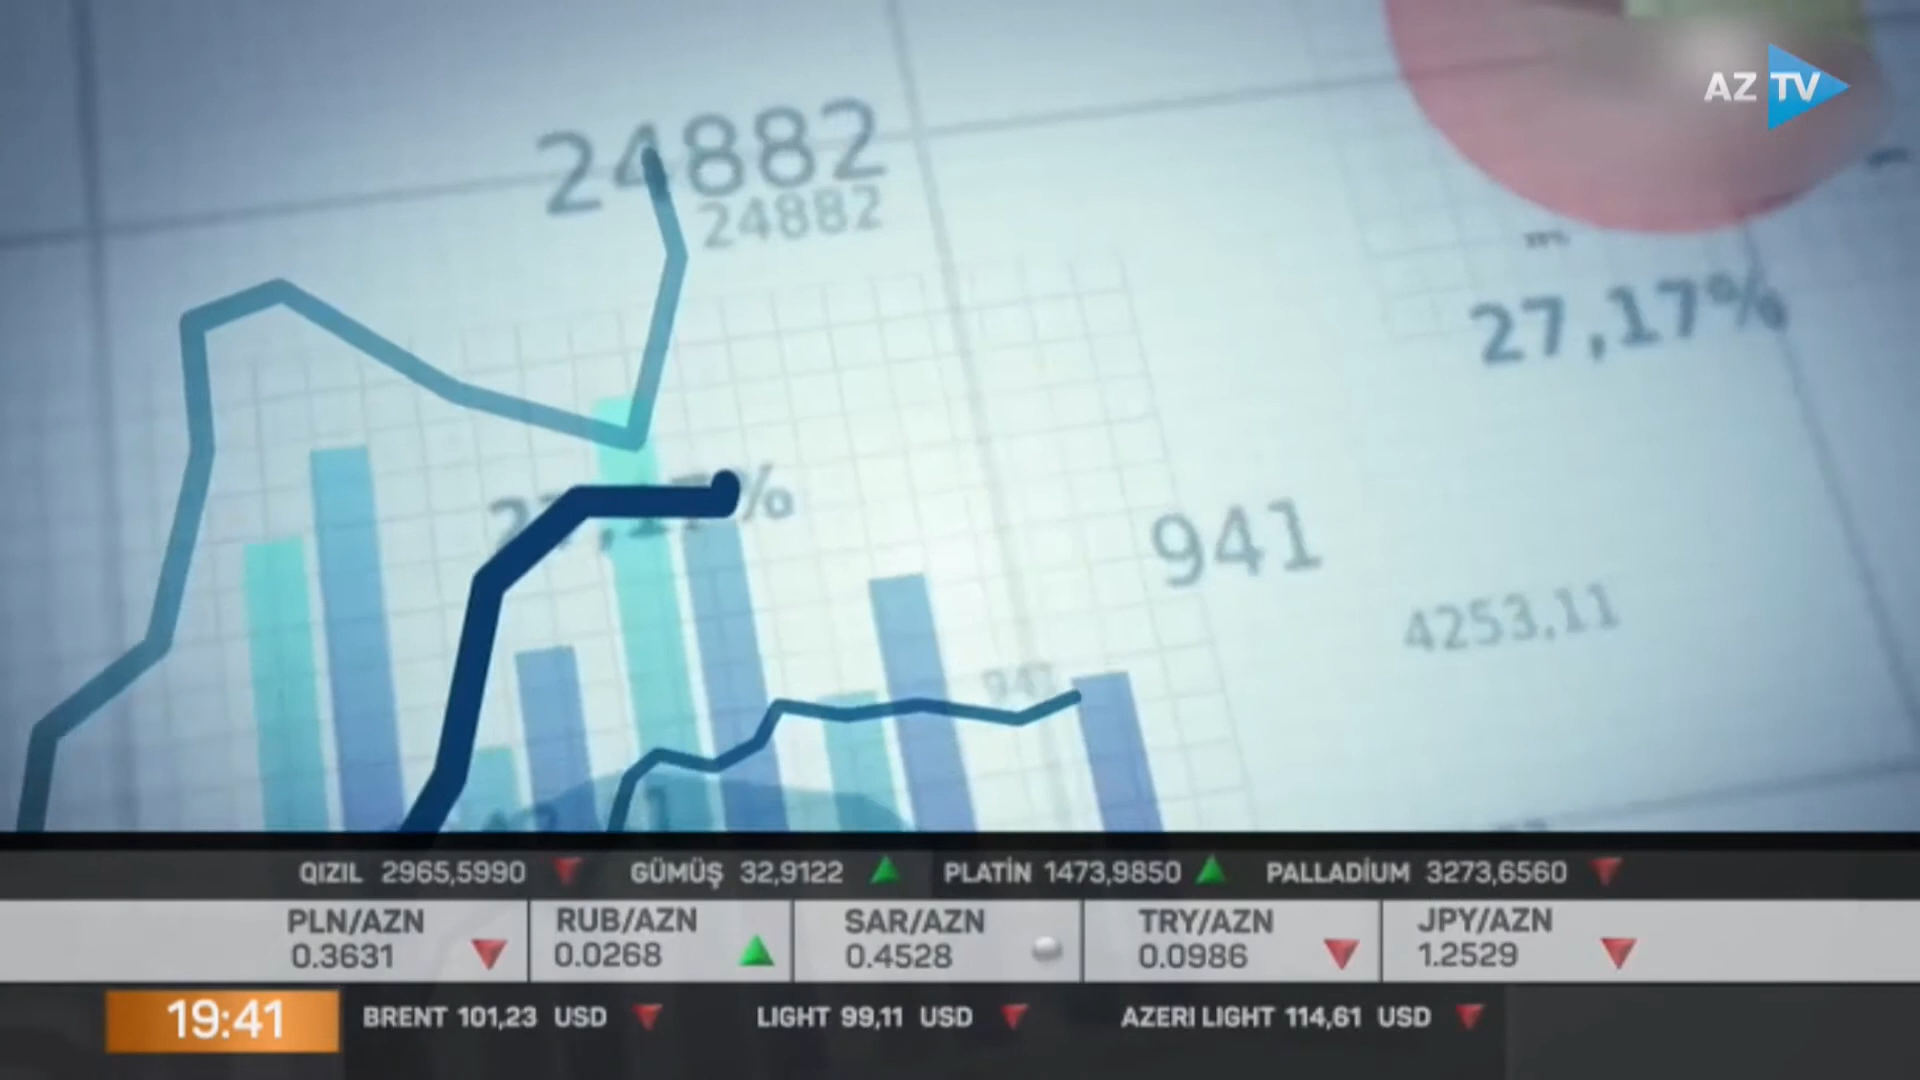 AZ TV
24882
24882
27,17%
941
4253,11
QIZIL 2965,5990 GÜMÜŞ 32,9122 PLATİN 1473,9850 PALLADİUM 3273,6560
PLN/AZN RUB/AZN SAR/AZN TRY/AZN JPY/AZN
0.3631 0.0268 0.4528 0.0986 1.2529
19:41 BRENT 101,23 USD LIGHT 99,11 USD AZERI LIGHT 114,61 USD